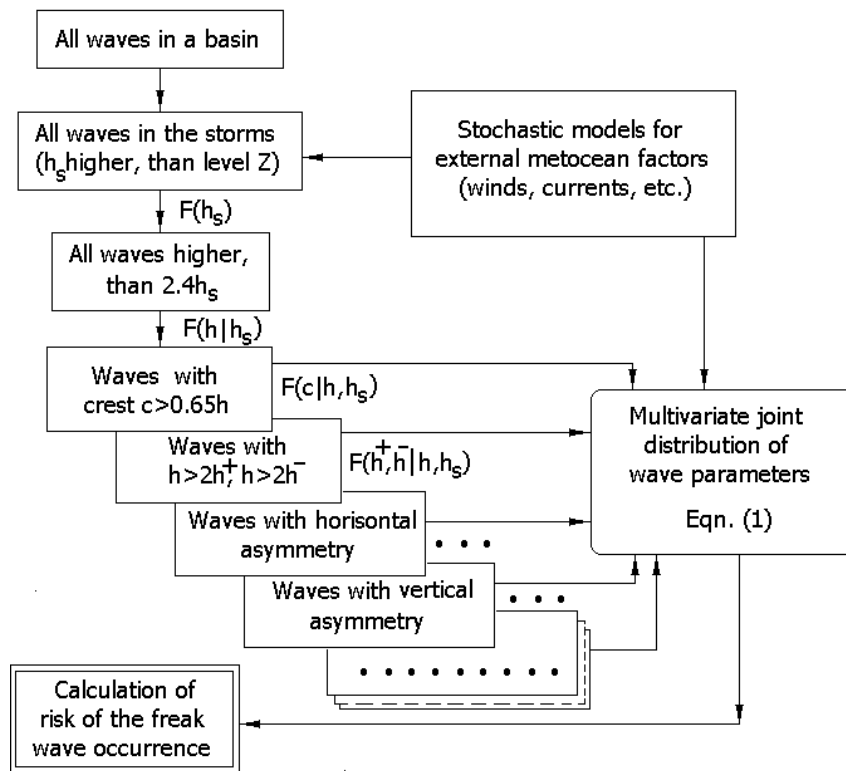 All waves in a basin
All waves in the storms
(hshigher, than level Z)
Stochastic models for
external metocean factors
(winds, currents, etc.)
F(hs)
All waves higher,
than 2.4hs
F(h|hs)
Waves with
crest c>0.65h
F(c|h,hs)
Waves with
h>2h+, h>2h-
F(h+,h-|h,hs)
Waves with horisontal
asymmetry
• • •
Waves with vertical
asymmetry
• • •
• • • • • • • • •
Multivariate joint
distribution of
wave parameters
Eqn. (1)
Calculation of
risk of the freak
wave occurrence